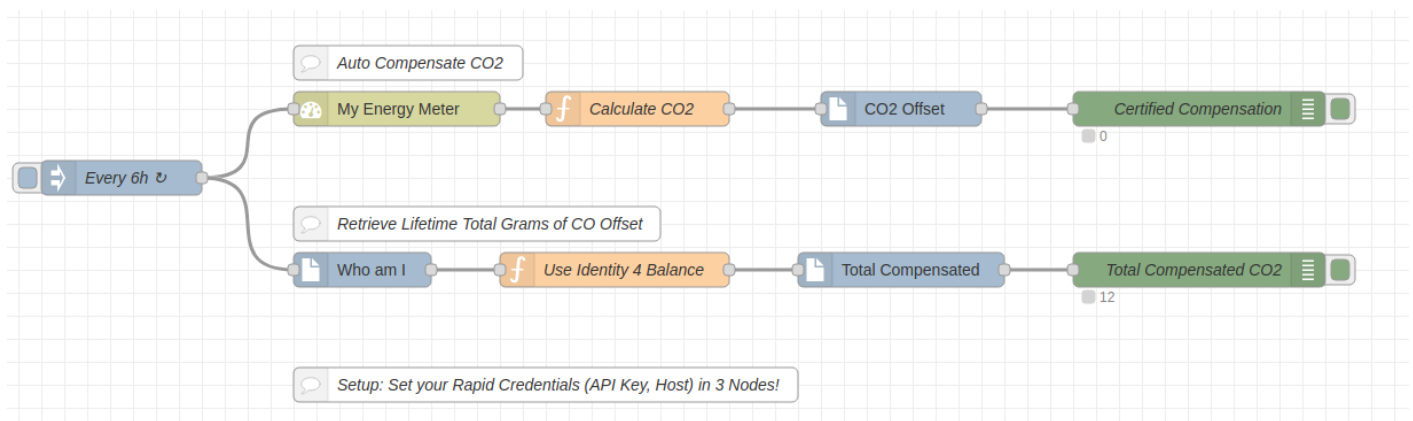 Auto Compensate CO2
My Energy Meter
Calculate CO2
CO2 Offset
Certified Compensation
0
Every 6h ↻
Retrieve Lifetime Total Grams of CO Offset
Who am I
Use Identity 4 Balance
Total Compensated
Total Compensated CO2
12
Setup: Set your Rapid Credentials (API Key, Host) in 3 Nodes!